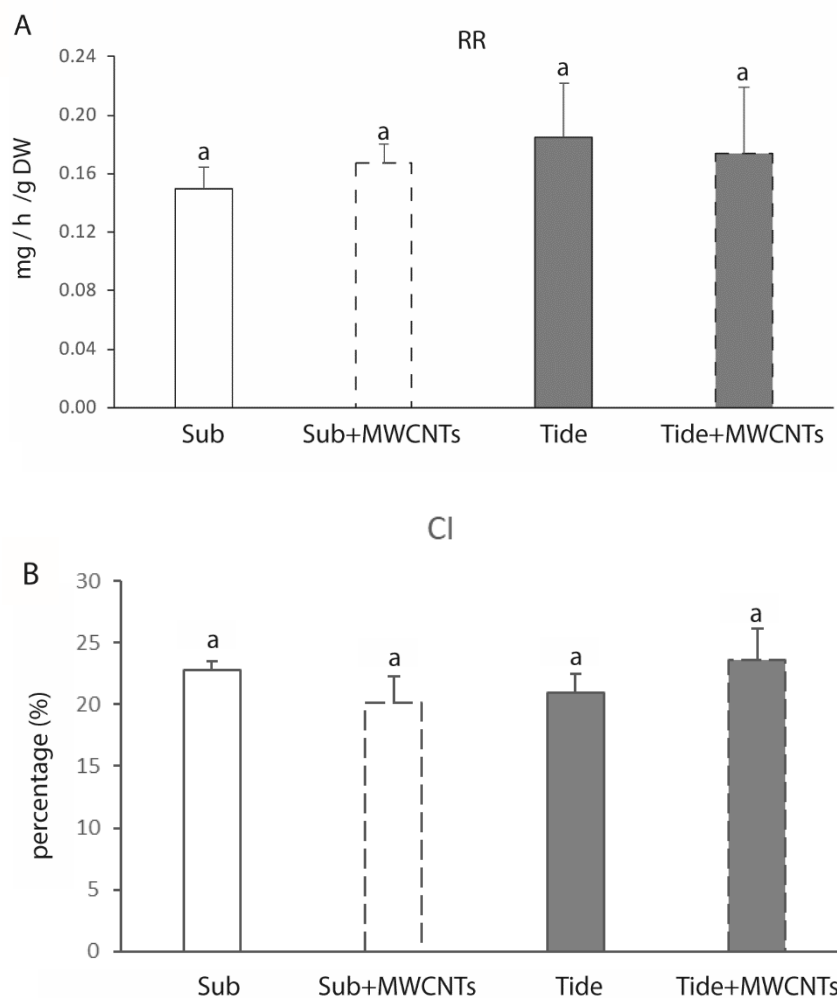 A
RR
mg / h /g DW
0.24
a
a
0.20
a
a
0.16
0.12
0.08
0.04
0.00
Sub Sub+MWCNTs Tide Tide+MWCNTs
CI
B
percentage (%)
30
a
25
a
a
a
20
15
10
5
0
Sub Sub+MWCNTs Tide Tide+MWCNTs